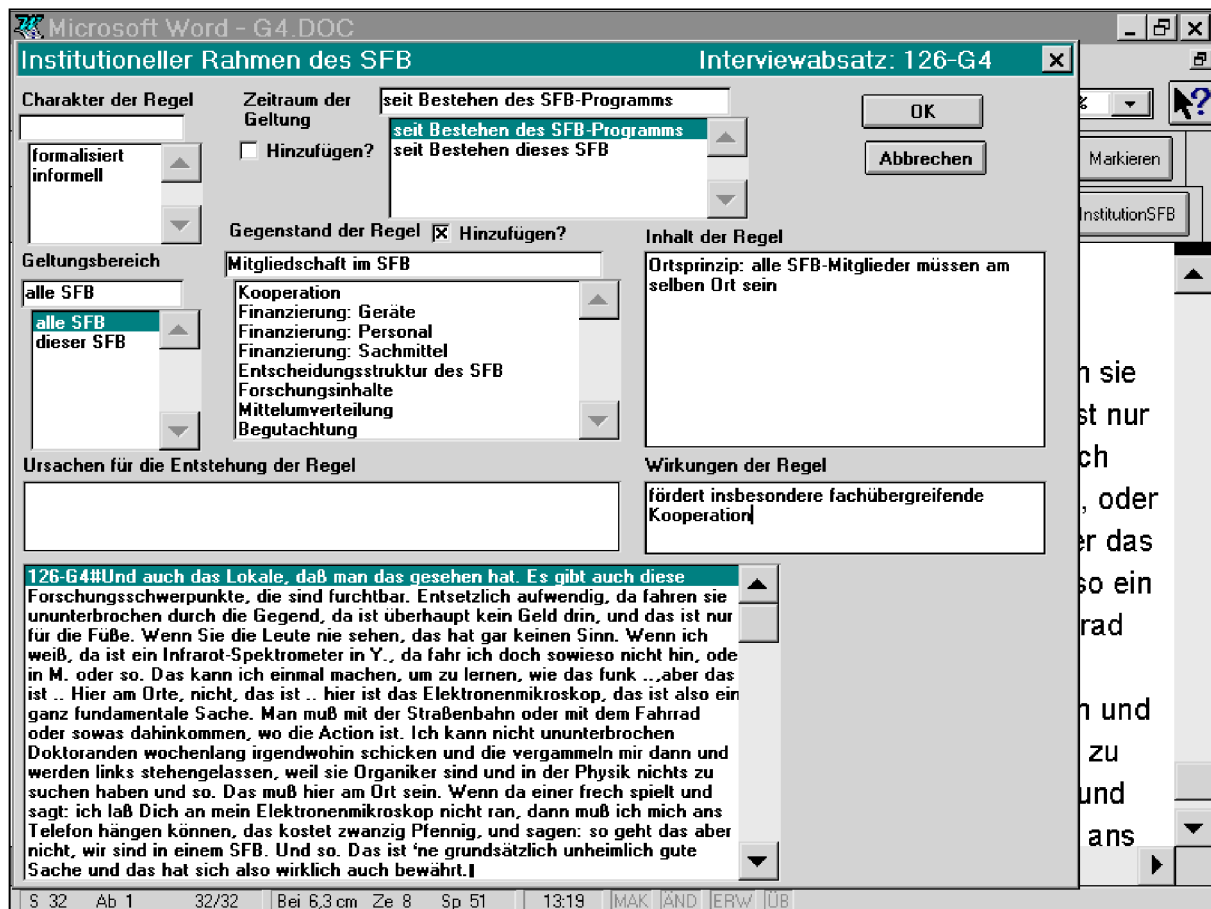 Microsoft Word - G4.DOC
Institutioneller Rahmen des SFB
Interviewabsatz: 126-G4
Charakter der Regel
formalisiert
informell
Zeitraum der
Geltung
Hinzufügen?
seit Bestehen des SFB-Programms
seit Bestehen des SFB-Programms
seit Bestehen dieses SFB
OK
Abbrechen
%
Markieren
InstitutionSFB
Geltungsbereich
alle SFB
alle SFB
dieser SFB
Gegenstand der Regel
Hinzufügen?
Mitgliedschaft im SFB
Kooperation
Finanzierung: Geräte
Finanzierung: Personal
Finanzierung: Sachmittel
Entscheidungsstruktur des SFB
Forschungsinhalte
Mittelumverteilung
Begutachtung
Inhalt der Regel
Ortsprinzip: alle SFB-Mitglieder müssen am
selben Ort sein
Ursachen für die Entstehung der Regel
Wirkungen der Regel
fördert insbesondere fachübergreifende
Kooperation
126-G4#Und auch das Lokale, daß man das gesehen hat. Es gibt auch diese
Forschungsschwerpunkte, die sind furchtbar. Entsetzlich aufwendig, da fahren sie
ununterbrochen durch die Gegend, da ist überhaupt kein Geld drin, und das ist nur
für die Füße. Wenn Sie die Leute nie sehen, das hat gar keinen Sinn. Wenn ich
weiß, da ist ein Infrarot-Spektrometer in Y., da fahr ich doch sowieso nicht hin, ode
in M. oder so. Das kann ich einmal machen, um zu lernen, wie das funk ..,aber das
ist .. Hier am Orte, nicht, das ist .. hier ist das Elektronenmikroskop, das ist also ein
ganz fundamentale Sache. Man muß mit der Straßenbahn oder mit dem Fahrrad
oder sowas dahinkommen, wo die Action ist. Ich kann nicht ununterbrochen
Doktoranden wochenlang irgendwohin schicken und die vergammeln mir dann und
werden links stehengelassen, weil sie Organiker sind und in der Physik nichts zu
suchen haben und so. Das muß hier am Ort sein. Wenn da einer frech spielt und
sagt: ich laß Dich an mein Elektronenmikroskop nicht ran, dann muß ich mich ans
Telefon hängen können, das kostet zwanzig Pfennig, und sagen: so geht das aber
nicht, wir sind in einem SFB. Und so. Das ist 'ne grundsätzlich unheimlich gute
Sache und das hat sich also wirklich auch bewährt.
n sie
st nur
ch
, oder
er das
so ein
rad
n und
zu
und
ans
S 32 Ab 1 32/32 Bei 6,3 cm Ze 8 Sp 51 13:19 MAK ÄND ERW ÜB